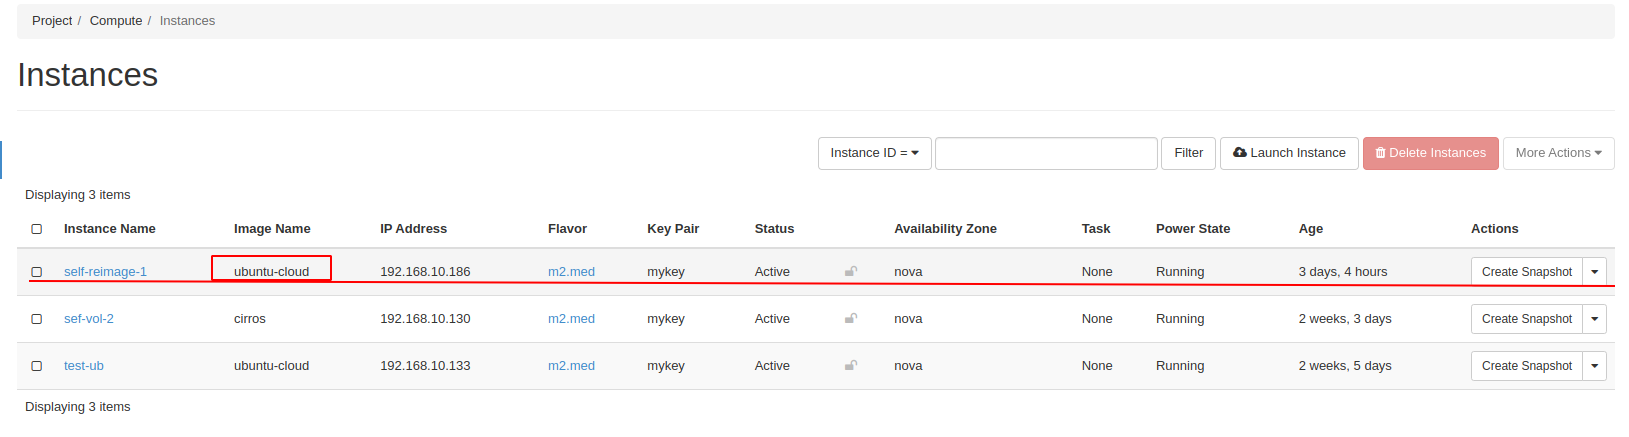 Project / Compute / Instances
Instances
Instance ID = Filter Launch Instance Delete Instances More Actions
Displaying 3 items
Instance Name Image Name IP Address Flavor Key Pair Status Availability Zone Task Power State Age Actions
self-reimage-1 ubuntu-cloud 192.168.10.186 m2.med mykey Active nova None Running 3 days, 4 hours Create Snapshot
sef-vol-2 cirros 192.168.10.130 m2.med mykey Active nova None Running 2 weeks, 3 days Create Snapshot
test-ub ubuntu-cloud 192.168.10.133 m2.med mykey Active nova None Running 2 weeks, 5 days Create Snapshot
Displaying 3 items